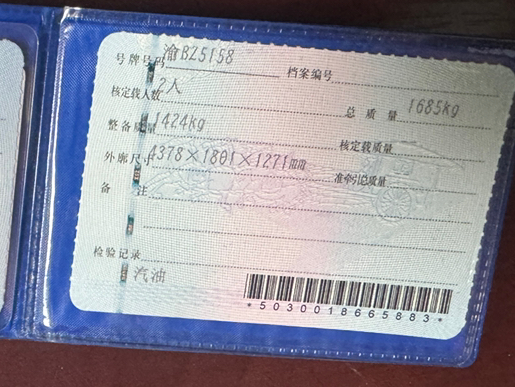 号牌号码 渝BZ5158 档案编号
核定载人数 2人 总质量 1685kg
整备质量 1424kg 核定载质量
外廓尺寸 4378×1801×1271mm 准牵引总质量
备注
检验记录
汽油
*5030018665883*